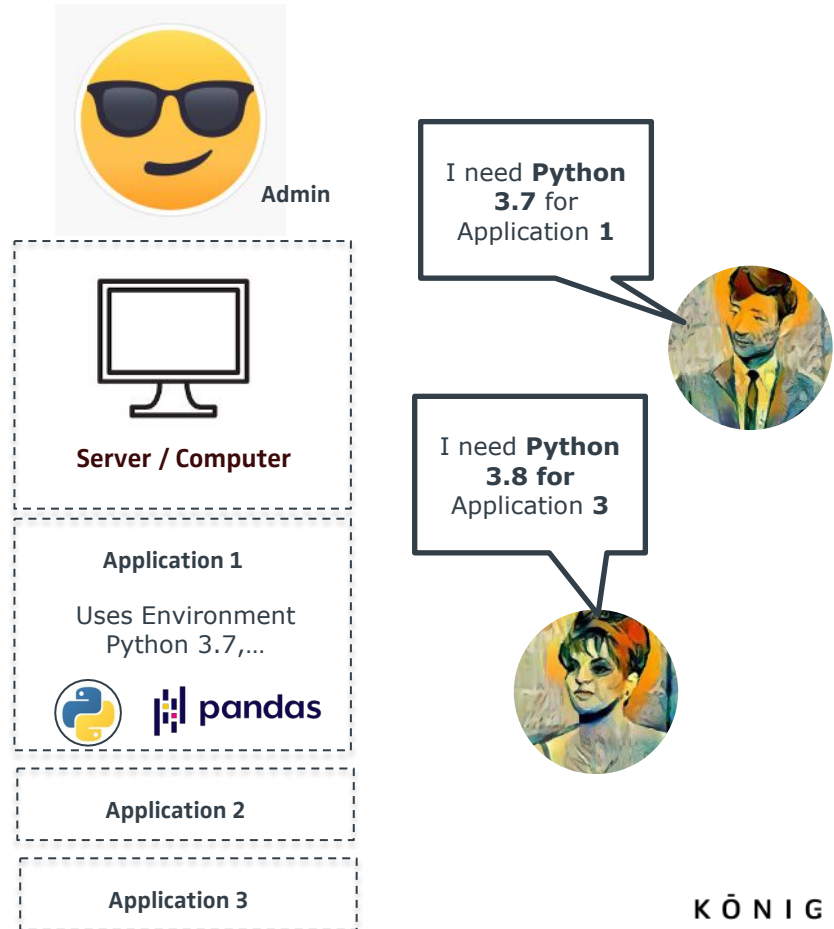 Admin
I need Python
3.7 for
Application 1
Server / Computer
I need Python
3.8 for
Application 3
Application 1
Uses Environment
Python 3.7,...
pandas
Application 2
Application 3
KŌNIG